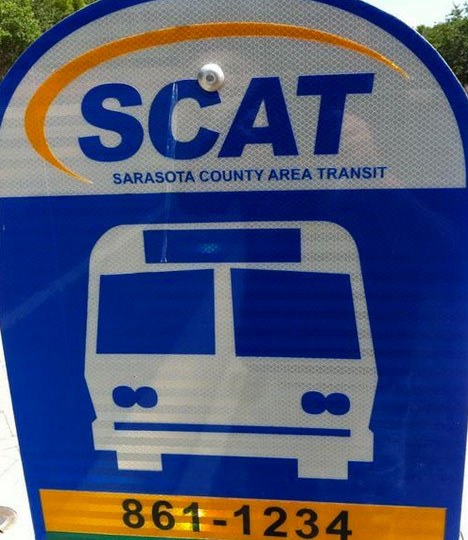 SCAT
SARASOTA COUNTY AREA TRANSIT
861-1234